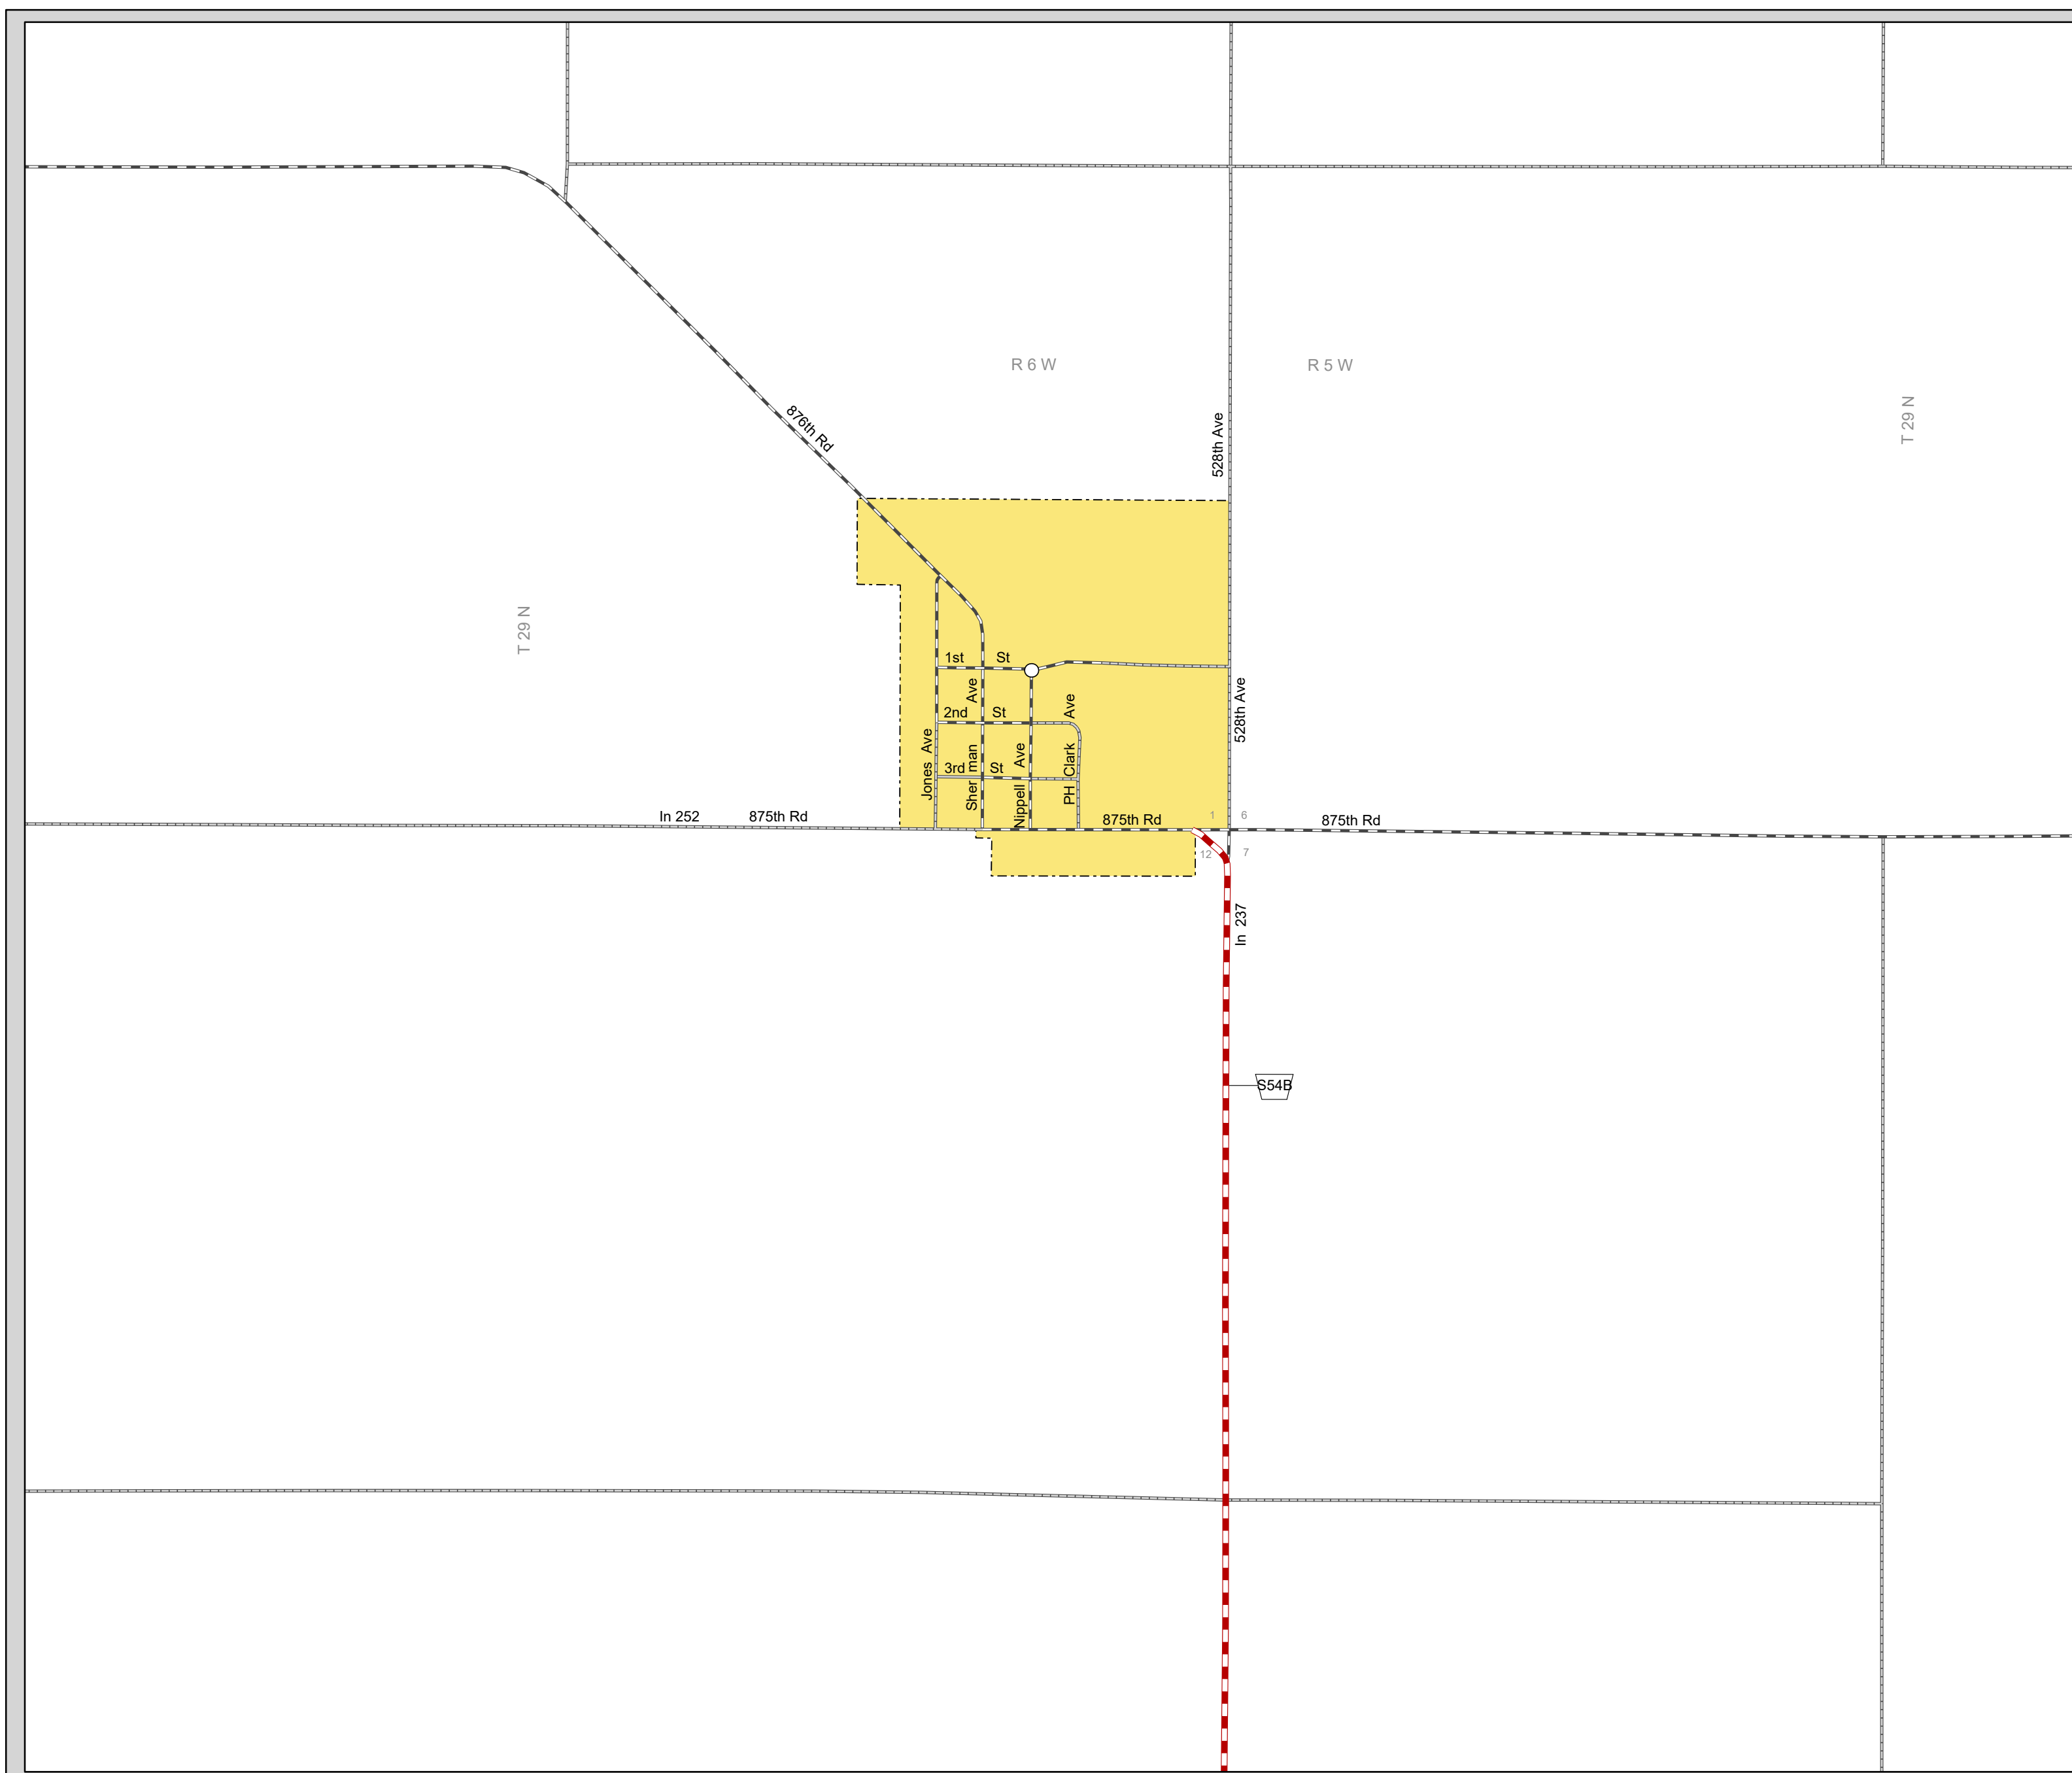 R 6 W
R 5 W
T 29 N
876th Rd
528th Ave
T 29 N
1st St
2nd St
3rd St
Jones Ave
Sherman Ave
Nippell Ave
PH Clark Ave
528th Ave
In 252
875th Rd
875th Rd
1
6
875th Rd
12
7
In 237
S54B